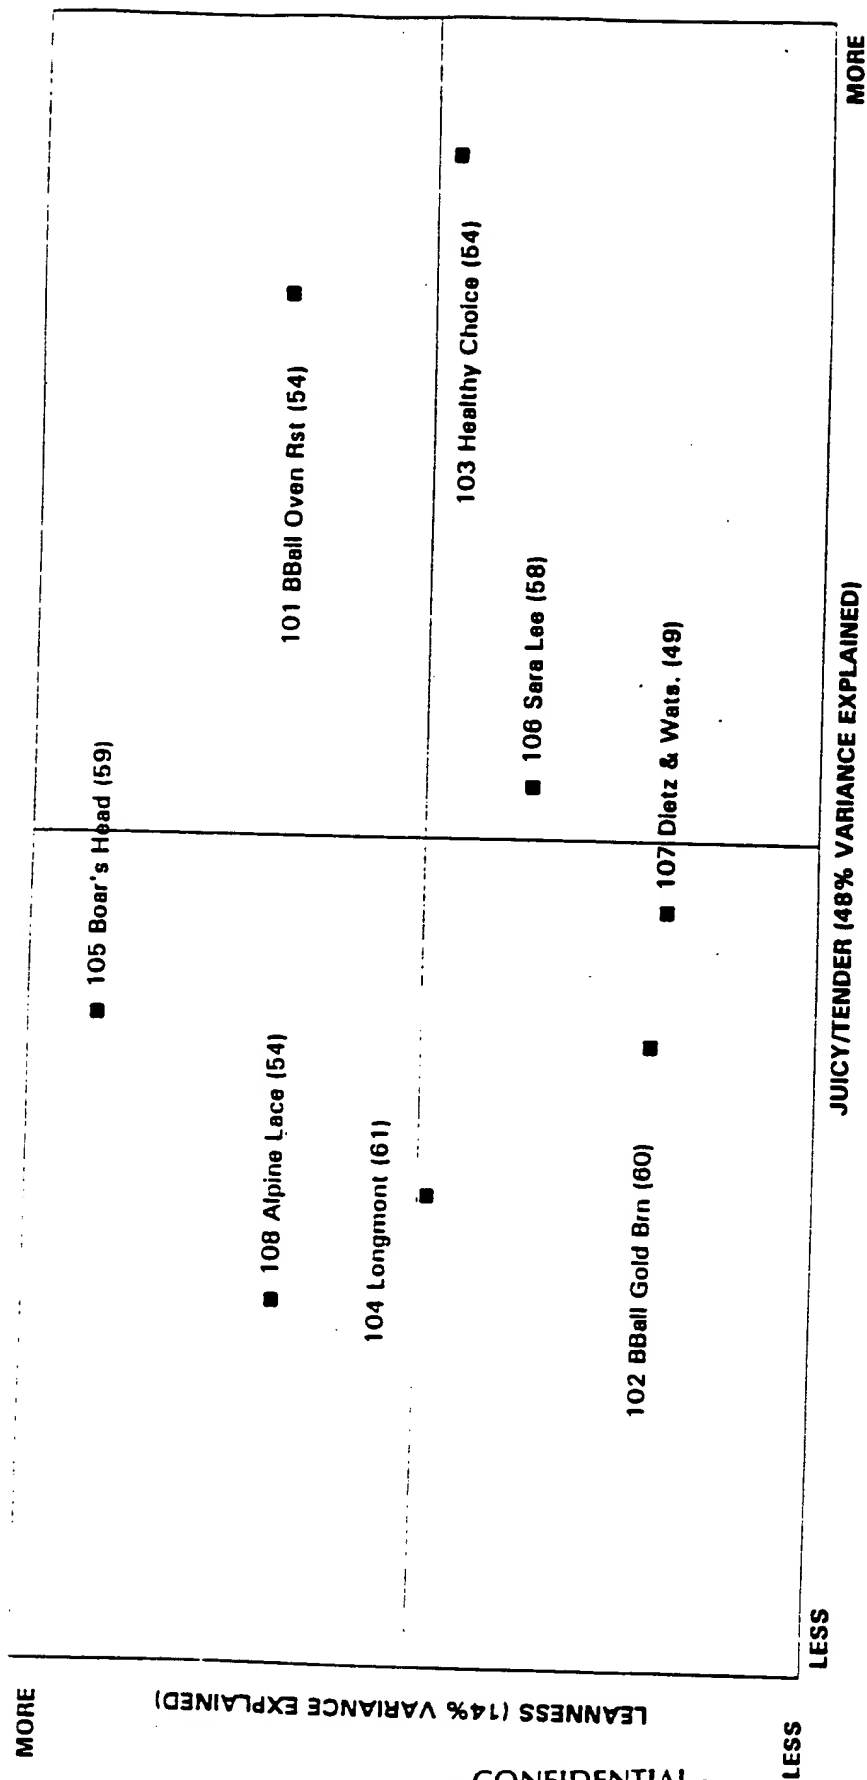 MORE
LEANNESS (14% VARIANCE EXPLAINED)
LESS
105 Boar's Head (59)
108 Alpine Lace (54)
101 BBall Oven Rst (54)
104 Longmont (61)
103 Healthy Choice (54)
106 Sara Lee (58)
102 BBall Gold Brn (60)
107 Dietz & Wats. (49)
LESS
JUICY/TENDER (48% VARIANCE EXPLAINED)
MORE
CONFIDENTIAL